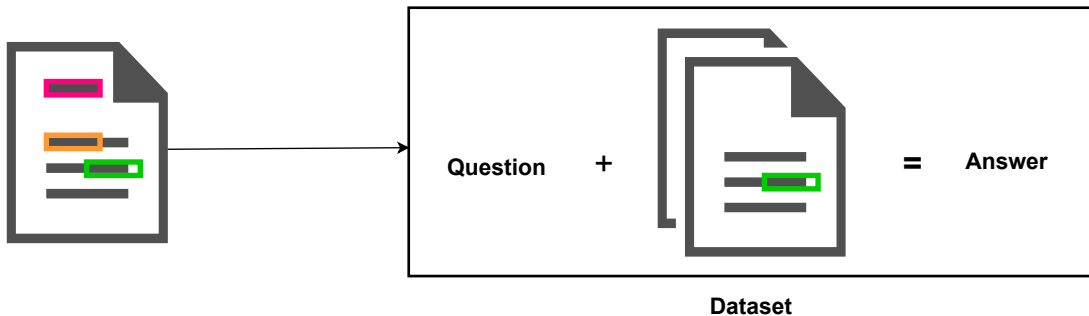 Question + = Answer
Dataset